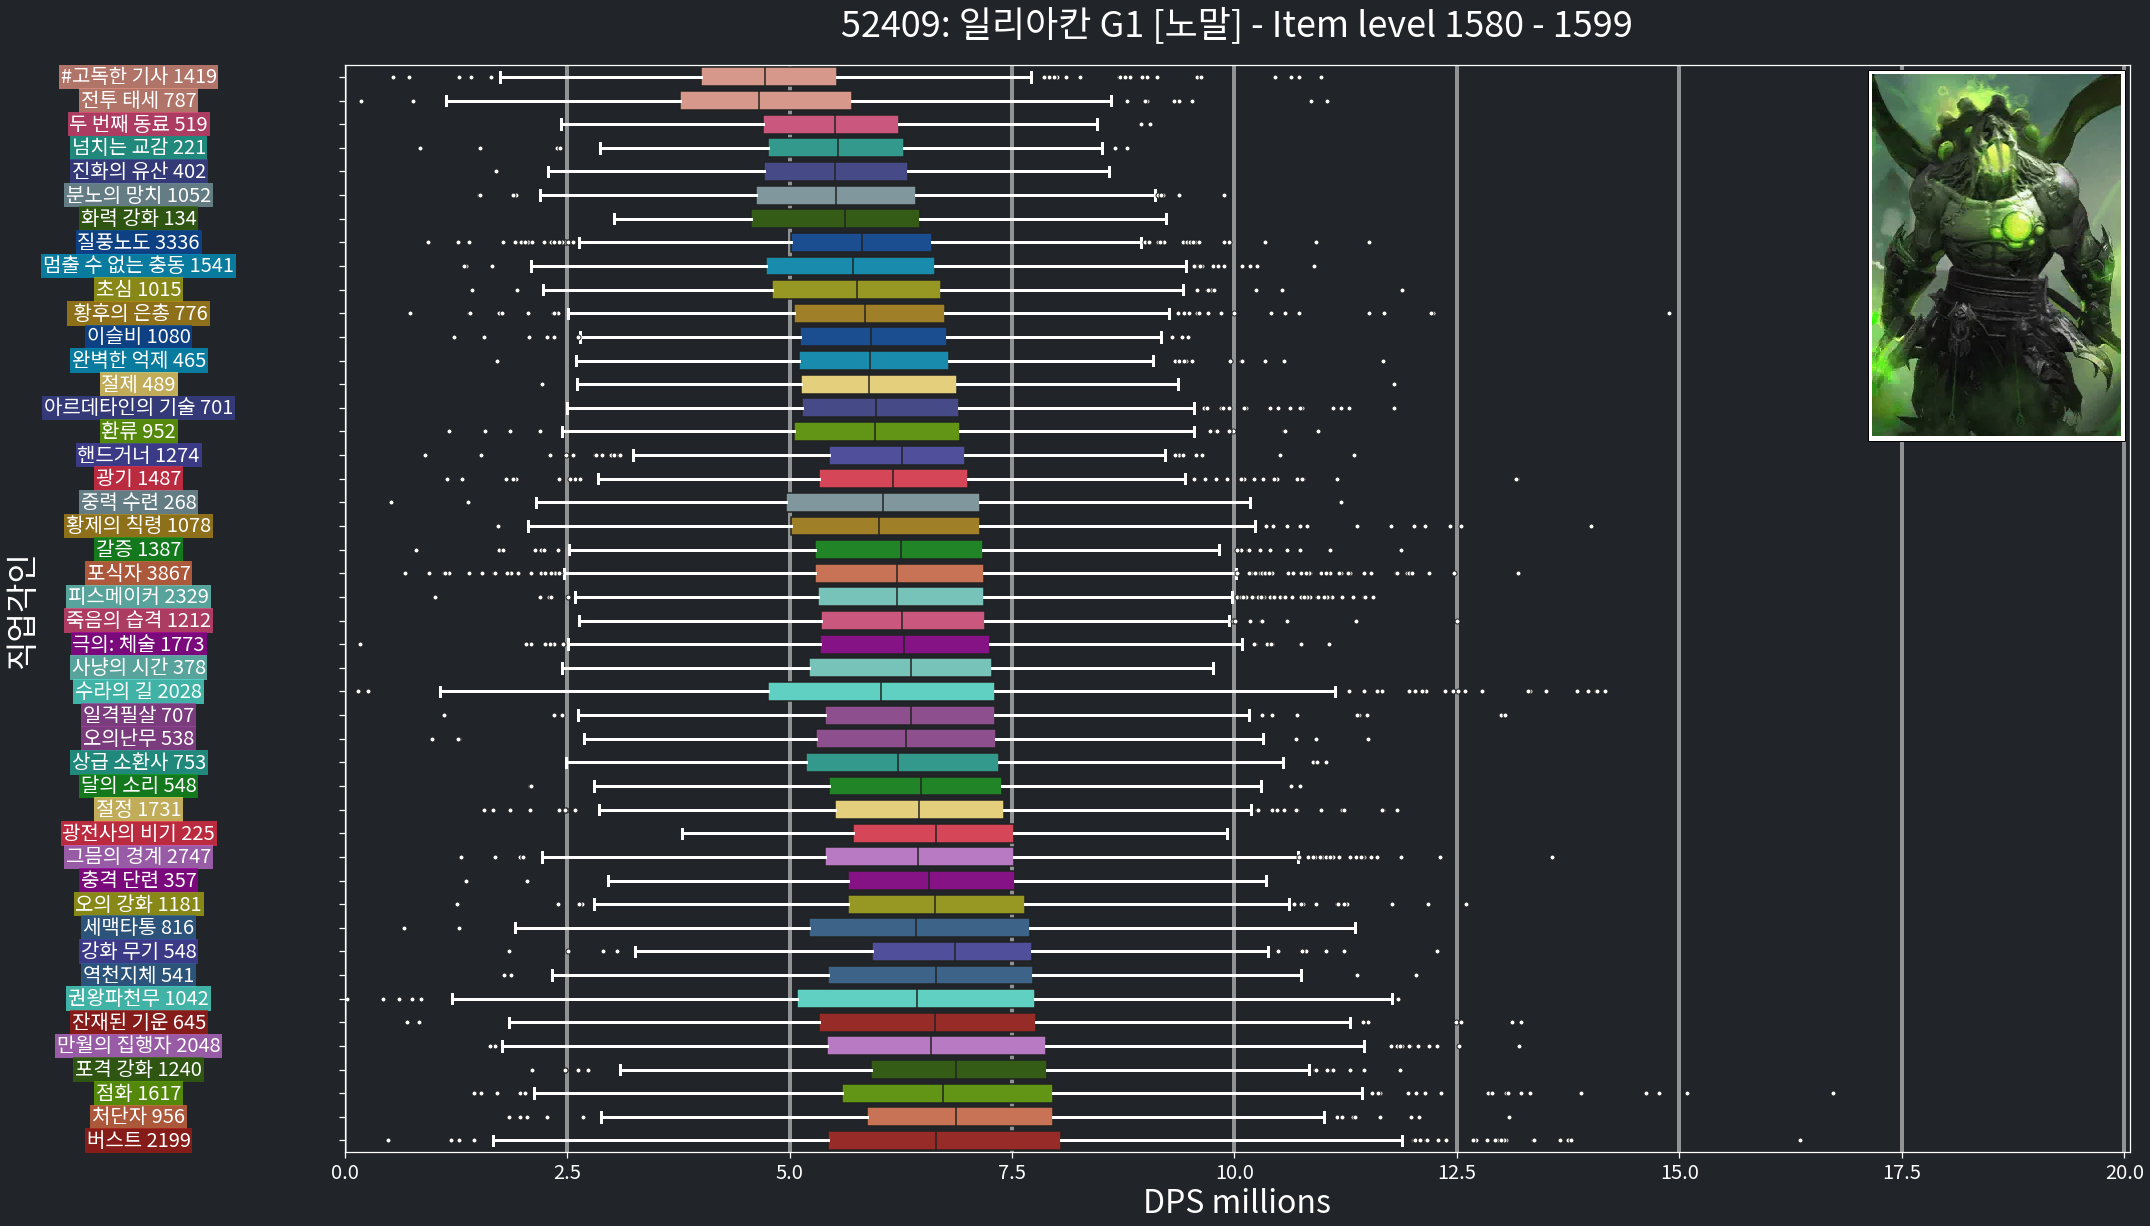 52409: 일리아칸 G1 [노말] - Item level 1580 - 1599
직업각인
#고독한 기사 1419
전투 태세 787
두 번째 동료 519
넘치는 교감 221
진화의 유산 402
분노의 망치 1052
화력 강화 134
질풍노도 3336
멈출 수 없는 충동 1541
초심 1015
황후의 은총 776
이슬비 1080
완벽한 억제 465
절제 489
아르데타인의 기술 701
환류 952
핸드거너 1274
광기 1487
중력 수련 268
황제의 칙령 1078
갈증 1387
포식자 3867
피스메이커 2329
죽음의 습격 1212
극의: 체술 1773
사냥의 시간 378
수라의 길 2028
일격필살 707
오의난무 538
상급 소환사 753
달의 소리 548
절정 1731
광전사의 비기 225
그믐의 경계 2747
충격 단련 357
오의 강화 1181
세맥타통 816
강화 무기 548
역천지체 541
권왕파천무 1042
잔재된 기운 645
만월의 집행자 2048
포격 강화 1240
점화 1617
처단자 956
버스트 2199
0.0 2.5 5.0 7.5 10.0 12.5 15.0 17.5 20.0
DPS millions